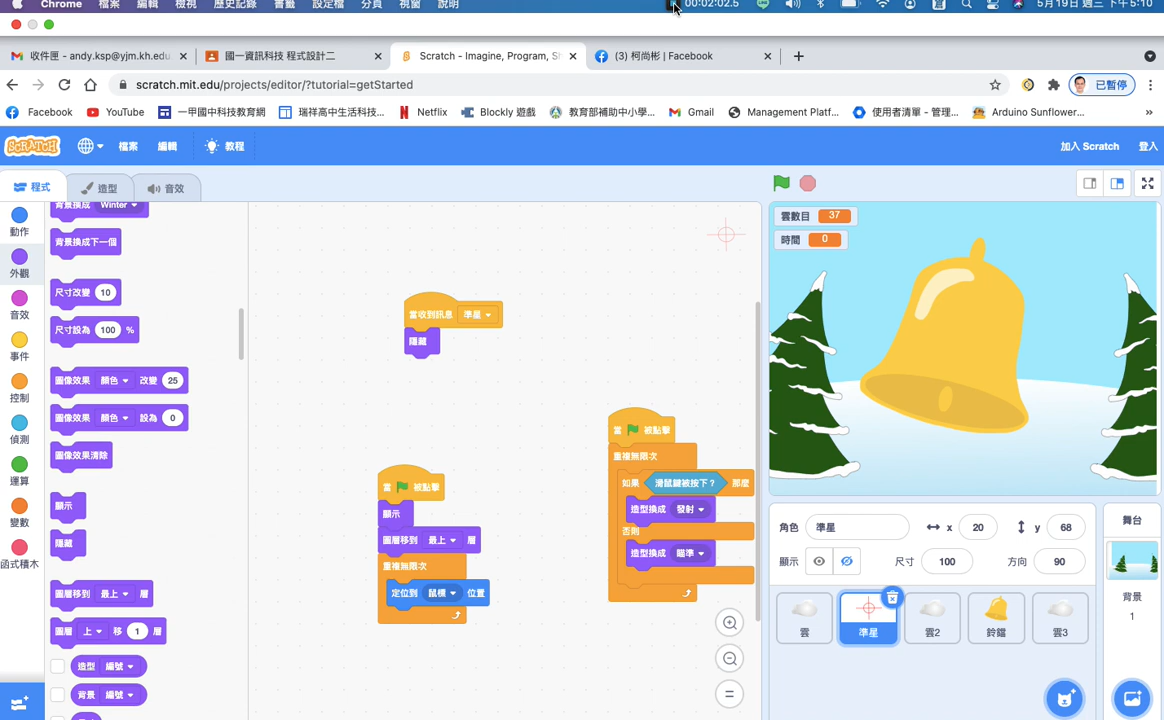 Chrome 檔案 編輯 檢視 歷史記錄 書籤 設定檔 分頁 視窗 說明 00:02:02.5 5月19日 週三 下午5:10
收件匣 - andy.ksp@yjm.kh.edu
國一資訊科技 程式設計二
Scratch - Imagine, Program, Sh
(3) 柯尚彬 | Facebook
scratch.mit.edu/projects/editor/?tutorial=getStarted
已暫停
Facebook YouTube 一甲國中科技教育網 瑞祥高中生活科技... Netflix Blockly 遊戲 教育部補助中小學... Gmail Management Platf... 使用者清單 - 管理... Arduino Sunflower... »
SCRATCH 檔案 編輯 教程 加入 Scratch 登入
程式 造型 音效
動作
外觀
音效
事件
控制
偵測
運算
變數
函式積木
背景換成 Winter
背景換成下一個
尺寸改變 10
尺寸設為 100 %
圖像效果 顏色 改變 25
圖像效果 顏色 設為 0
圖像效果清除
顯示
隱藏
圖層移到 最上 層
圖層 上 移 1 層
造型 編號
背景 編號
當收到訊息 準星
隱藏
當 被點擊
顯示
圖層移到 最上 層
重複無限次
定位到 鼠標 位置
當 被點擊
重複無限次
如果 滑鼠鍵被按下? 那麼
造型換成 發射
否則
造型換成 瞄準
雲數目 37
時間 0
角色 準星 x 20 y 68
顯示 尺寸 100 方向 90
雲 準星 雲2 鈴鐺 雲3
舞台
背景
1